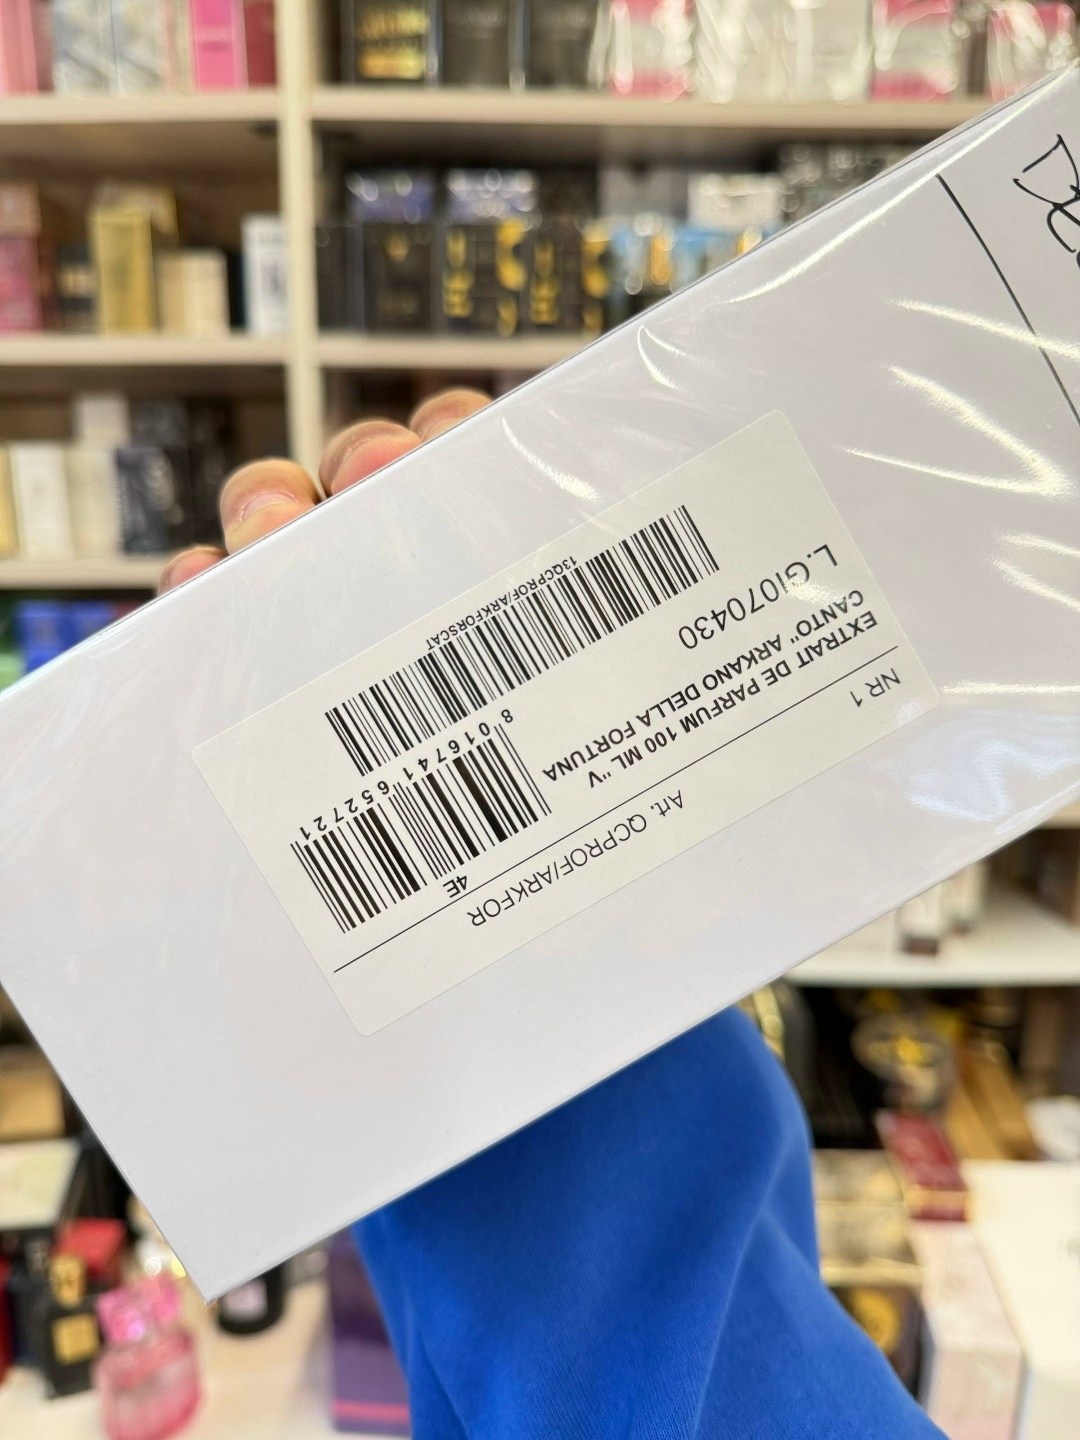 Art. QCPROF/ARKFOR
NR 1
EXTRAIT DE PARFUM 100 ML "V
CANTO" ARKANO DELLA FORTUNA
4E
8 016741 652721
L.GI070430
13QCPROF/ARKFORSCAT